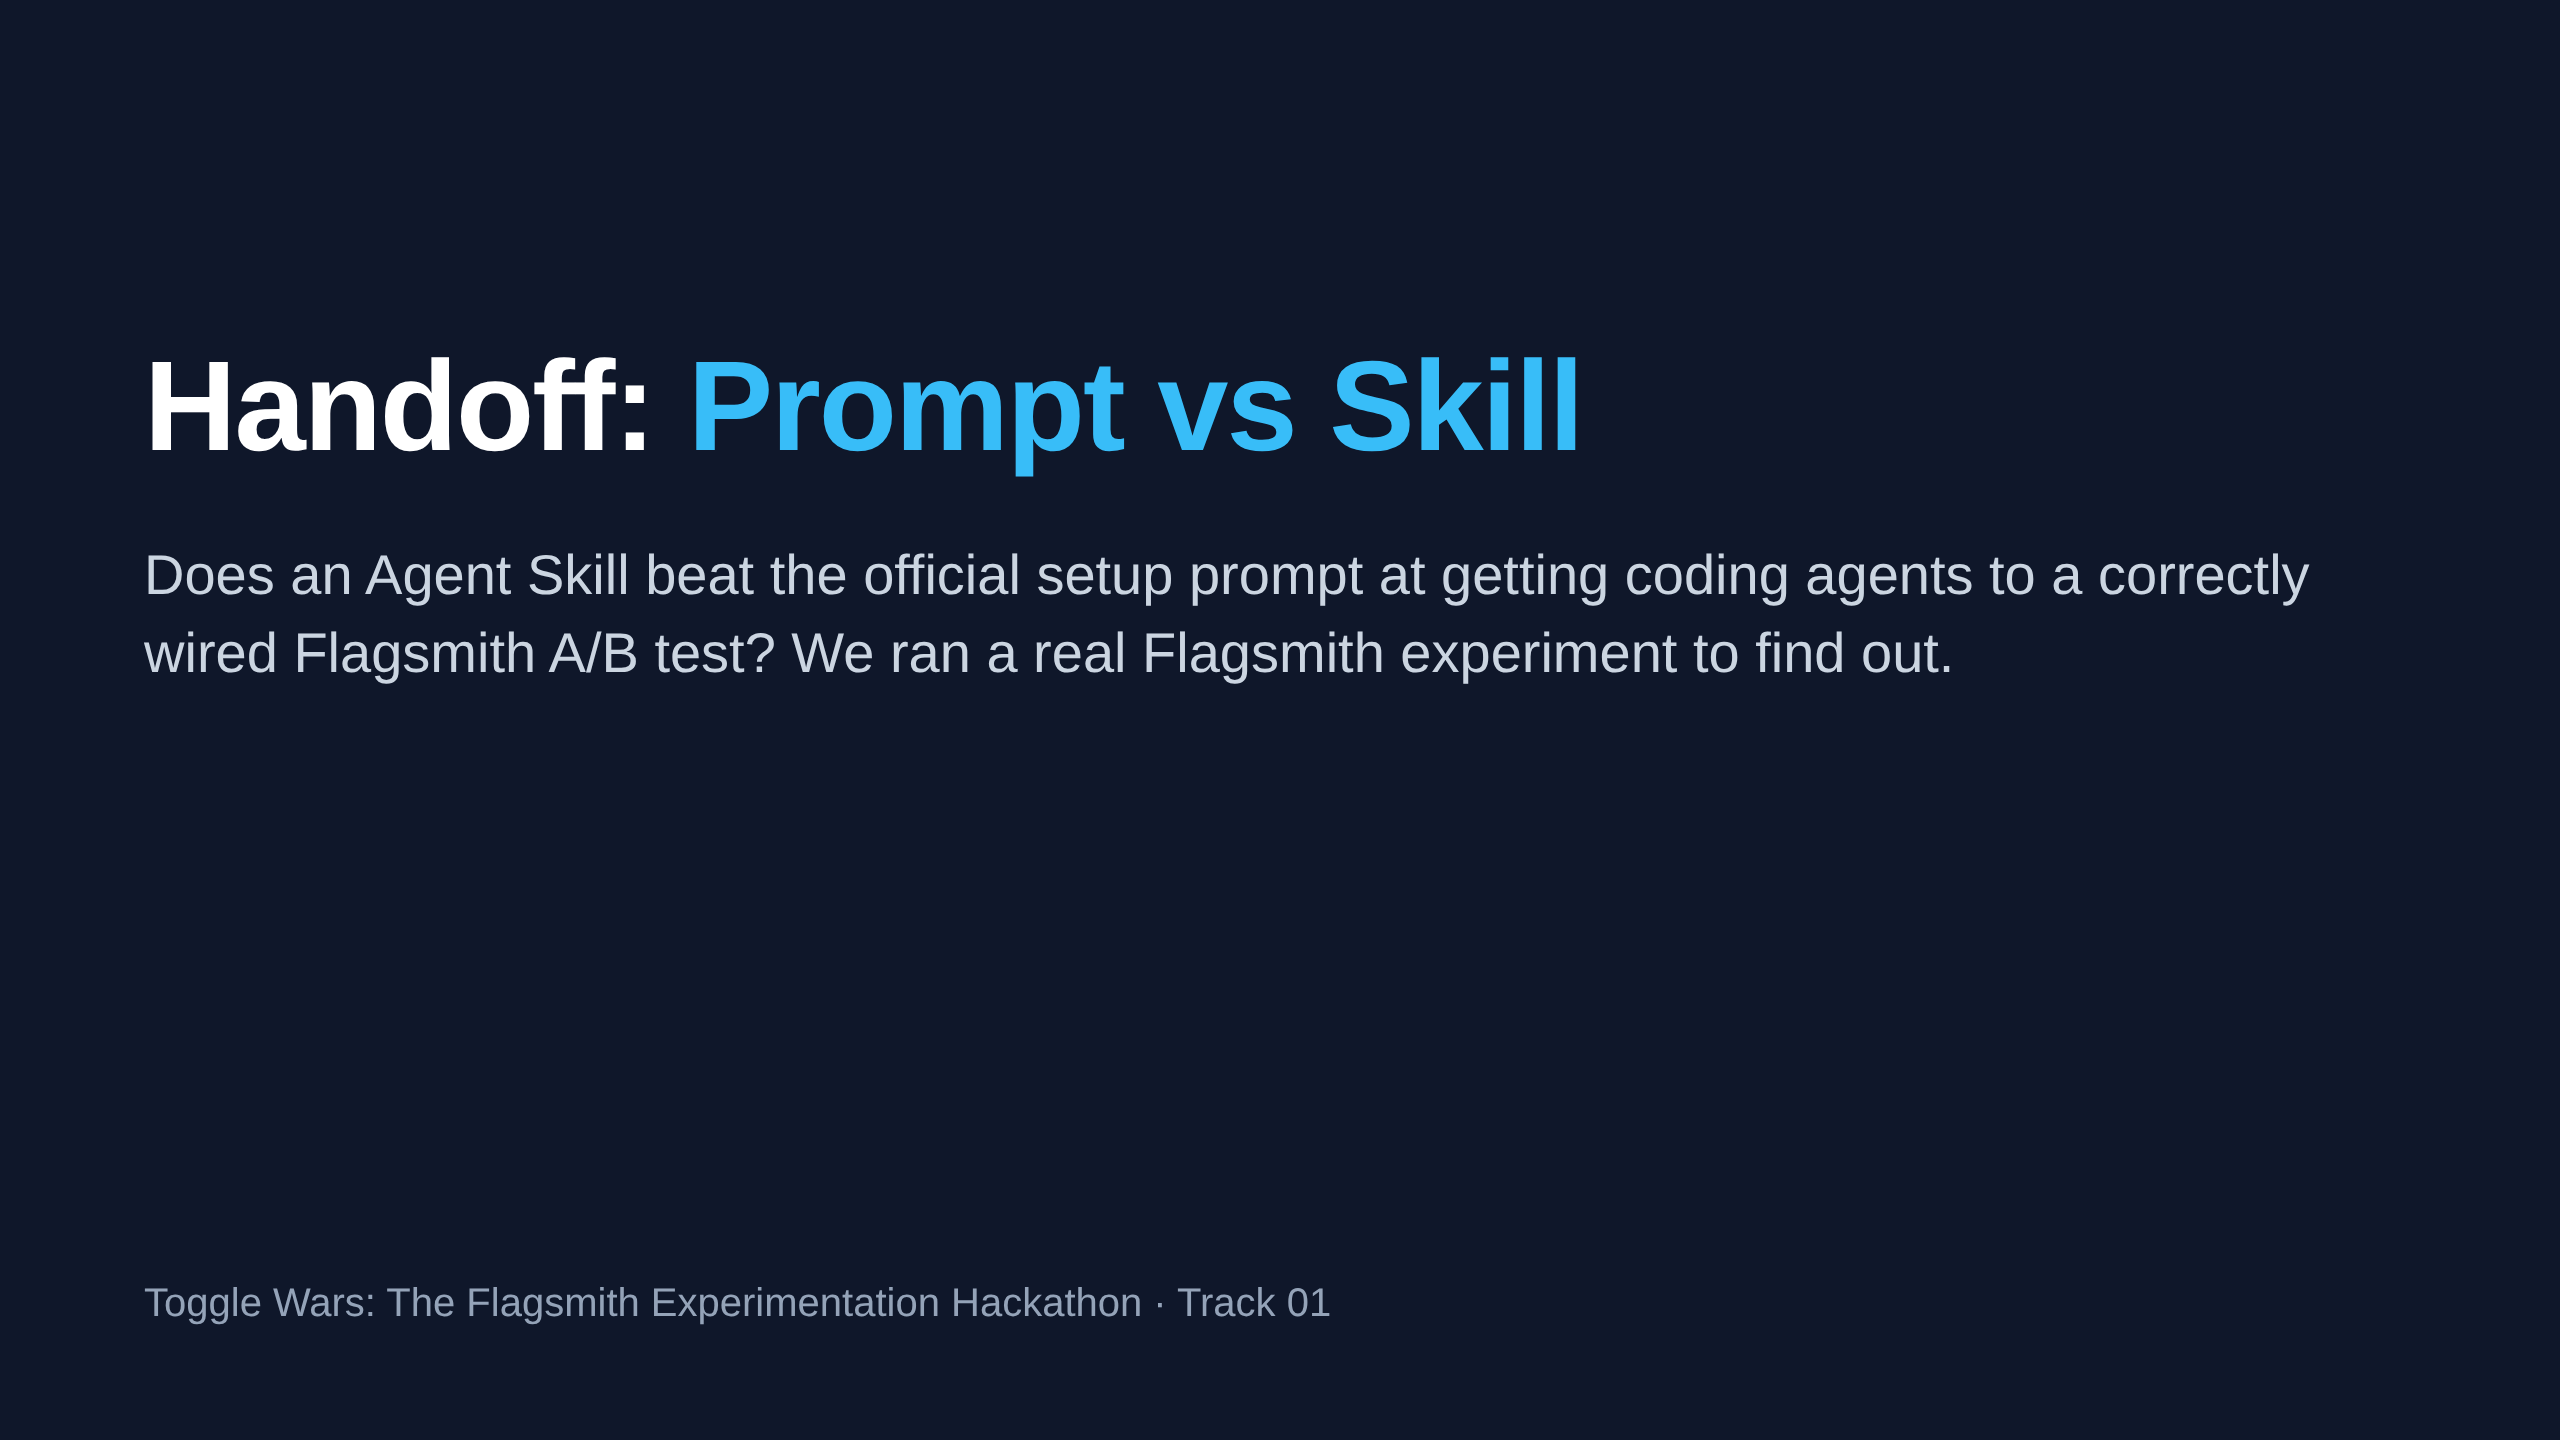 Handoff: Prompt vs Skill
Does an Agent Skill beat the official setup prompt at getting coding agents to a correctly
wired Flagsmith A/B test? We ran a real Flagsmith experiment to find out.
Toggle Wars: The Flagsmith Experimentation Hackathon · Track 01